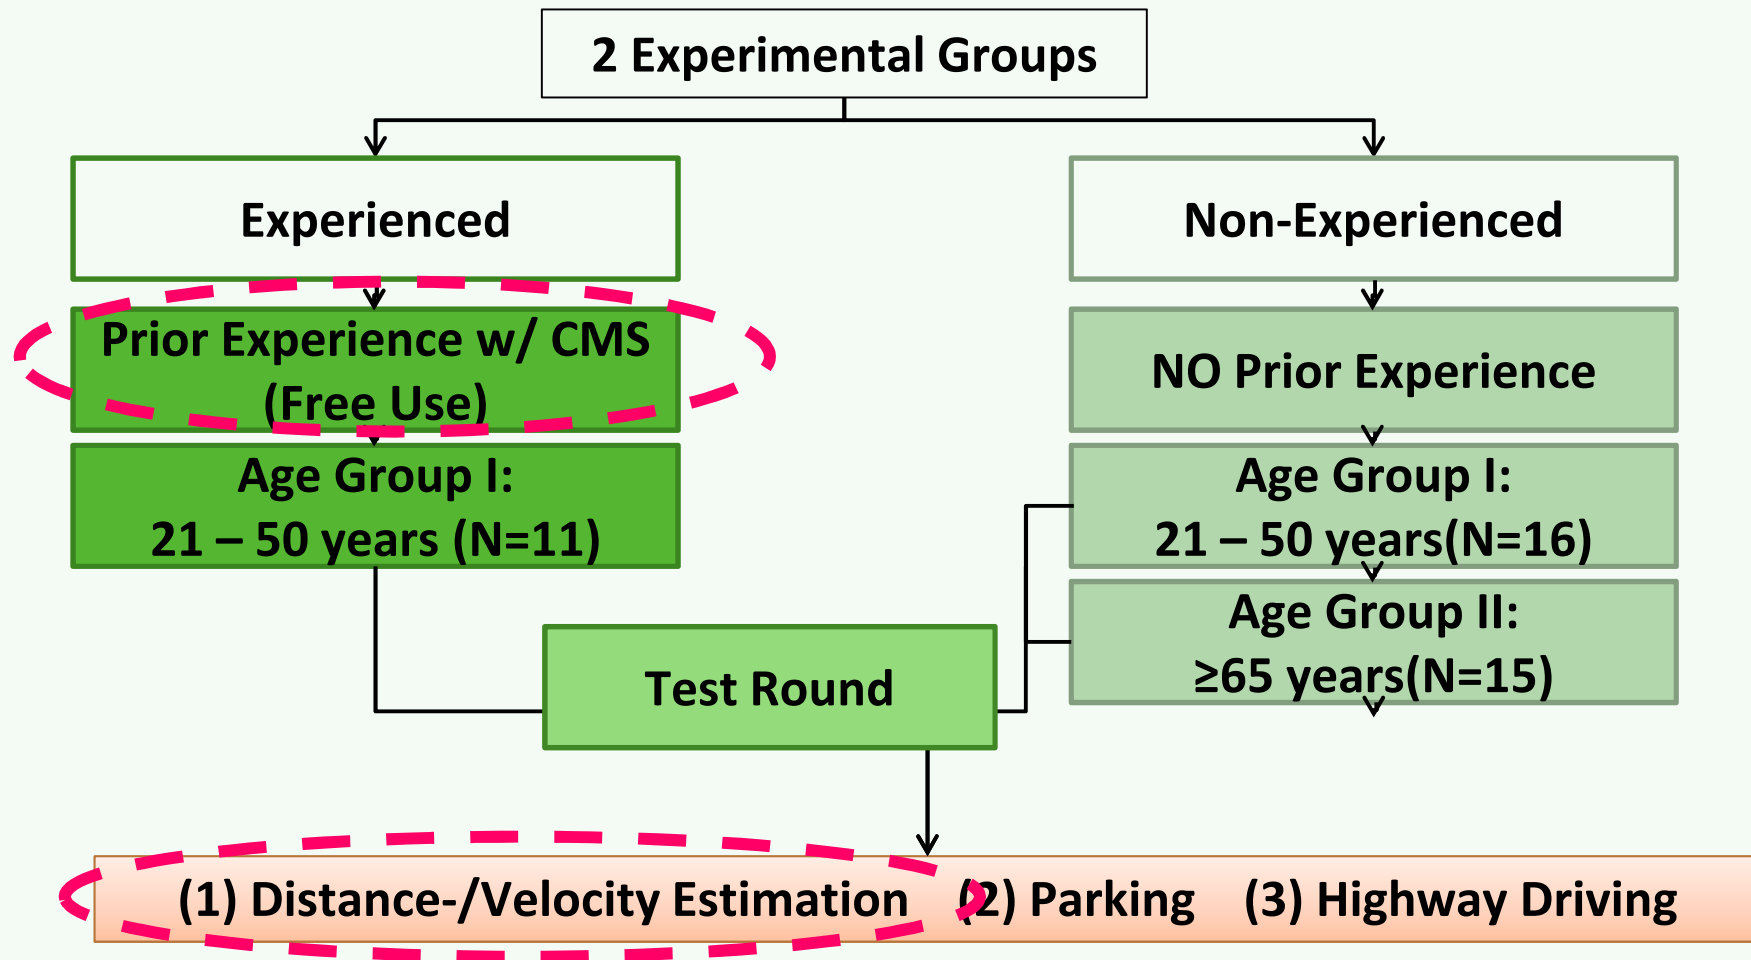 2 Experimental Groups
Experienced
Non-Experienced
Prior Experience w/ CMS
(Free Use)
NO Prior Experience
Age Group I:
21 – 50 years (N=11)
Age Group I:
21 – 50 years(N=16)
Age Group II:
≥65 years(N=15)
Test Round
(1) Distance-/Velocity Estimation (2) Parking (3) Highway Driving